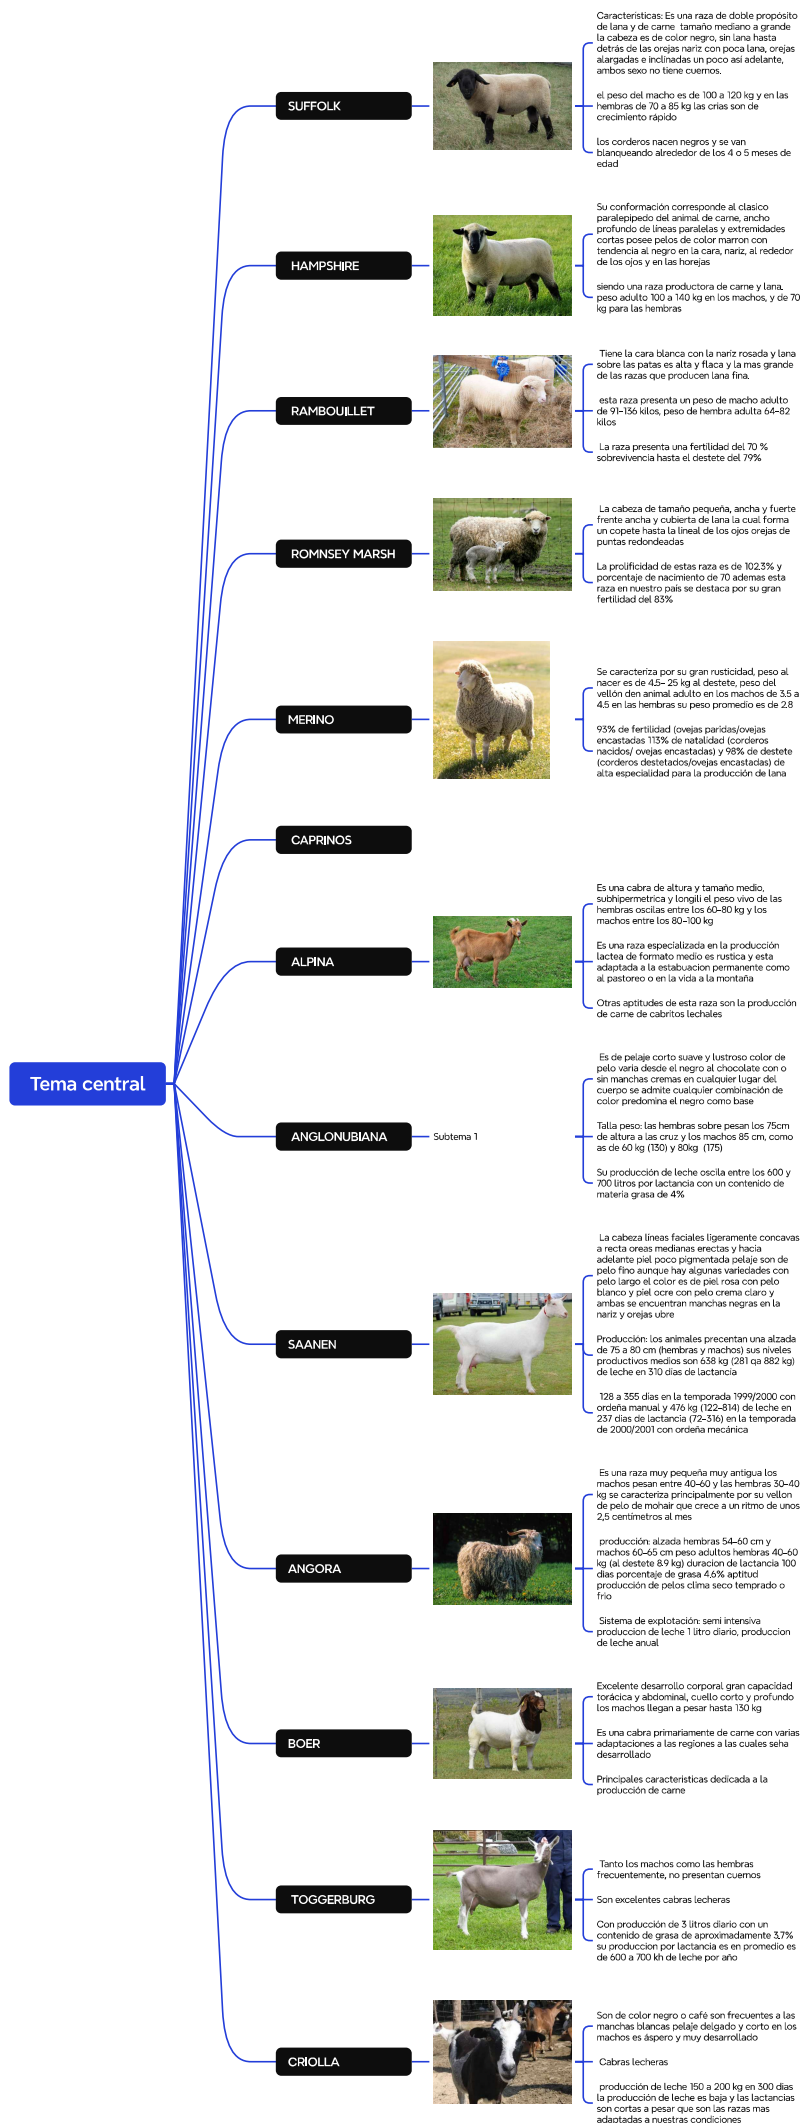 Tema central
SUFFOLK
Características: Es una raza de doble propósito
de lana y de carne  tamaño mediano a grande
la cabeza es de color negro, sin lana hasta
detrás de las orejas nariz con poca lana, orejas
alargadas e inclinadas un poco así adelante,
ambos sexo no tiene cuernos.
el peso del macho es de 100 a 120 kg y en las
hembras de 70 a 85 kg las crias son de
crecimiento rápido
los corderos nacen negros y se van
blanqueando alrededor de los 4 o 5 meses de
edad
HAMPSHIRE
Su conformación corresponde al clasico
paralepipedo del animal de carne, ancho
profundo de líneas paralelas y extremidades
cortas posee pelos de color marron con
tendencia al negro en la cara, nariz, al rededor
de los ojos y en las horejas
siendo una raza productora de carne y lana.
peso adulto 100 a 140 kg en los machos, y de 70
kg para las hembras
RAMBOUILLET
Tiene la cara blanca con la nariz rosada y lana
sobre las patas es alta y flaca y la mas grande
de las razas que producen lana fina.
esta raza presenta un peso de macho adulto
de 91-136 kilos, peso de hembra adulta 64-82
kilos
La raza presenta una fertilidad del 70 %
sobrevivencia hasta el destete del 79%
ROMNSEY MARSH
La cabeza de tamaño pequeña, ancha y fuerte
frente ancha y cubierta de lana la cual forma
un copete hasta la lineal de los ojos orejas de
puntas redondeadas
La prolificidad de estas raza es de 102.3% y
porcentaje de nacimiento de 70 ademas esta
raza en nuestro país se destaca por su gran
fertilidad del 83%
MERINO
Se caracteriza por su gran rusticidad, peso al
nacer es de 4.5- 25 kg al destete, peso del
vellón den animal adulto en los machos de 3.5 a
4.5 en las hembras su peso promedio es de 2.8
93% de fertilidad (ovejas paridas/ovejas
encastadas 113% de natalidad (corderos
nacidos/ ovejas encastadas) y 98% de destete
(corderos destetados/ovejas encastadas) de
alta especialidad para la producción de lana
CAPRINOS
ALPINA
Es una cabra de altura y tamaño medio,
subhipermetrica y longili el peso vivo de las
hembras oscilas entre los 60-80 kg y los
machos entre los 80-100 kg
Es una raza especializada en la producción
lactea de formato medio es rustica y esta
adaptada a la estabuacion permanente como
al pastoreo o en la vida a la montaña
Otras aptitudes de esta raza son la producción
de carne de cabritos lechales
ANGLONUBIANA
Subtema 1
Es de pelaje corto suave y lustroso color de
pelo varia desde el negro al chocolate con o
sin manchas cremas en cualquier lugar del
cuerpo se admite cualquier combinación de
color predomina el negro como base
Talla peso: las hembras sobre pesan los 75cm
de altura a las cruz y los machos 85 cm, como
as de 60 kg (130) y 80kg  (175)
Su producción de leche oscila entre los 600 y
700 litros por lactancia con un contenido de
materia grasa de 4%
SAANEN
La cabeza líneas faciales ligeramente concavas
a recta oreas medianas erectas y hacia
adelante piel poco pigmentada pelaje son de
pelo fino aunque hay algunas variedades con
pelo largo el color es de piel rosa con pelo
blanco y piel ocre con pelo crema claro y
ambas se encuentran manchas negras en la
nariz y orejas ubre
Producción: los animales precentan una alzada
de 75 a 80 cm (hembras y machos) sus niveles
productivos medios son 638 kg (281 qa 882 kg)
de leche en 310 días de lactancia
128 a 355 dias en la temporada 1999/2000 con
ordeña manual y 476 kg (122-814) de leche en
237 dias de lactancia (72-316) en la temporada
de 2000/2001 con ordeña mecánica
ANGORA
Es una raza muy pequeña muy antigua los
machos pesan entre 40-60 y las hembras 30-40
kg se caracteriza principalmente por su vellon
de pelo de mohair que crece a un ritmo de unos
2,5 centímetros al mes
producción: alzada hembras 54-60 cm y
machos 60-65 cm peso adultos hembras 40-60
kg (al destete 8.9 kg) duracion de lactancia 100
dias porcentaje de grasa 4.6% aptitud
producción de pelos clima seco temprado o
frio
Sistema de explotación: semi intensiva
produccion de leche 1 litro diario, produccion
de leche anual
BOER
Excelente desarrollo corporal gran capacidad
torácica y abdominal, cuello corto y profundo
los machos llegan a pesar hasta 130 kg
Es una cabra primariamente de carne con varias
adaptaciones a las regiones a las cuales seha
desarrollado
Principales caracteristicas dedicada a la
producción de carne
TOGGERBURG
Tanto los machos como las hembras
frecuentemente, no presentan cuernos
Son excelentes cabras lecheras
Con producción de 3 litros diario con un
contenido de grasa de aproximadamente 3.7%
su produccion por lactancia es en promedio es
de 600 a 700 kh de leche por año
CRIOLLA
Son de color negro o café son frecuentes a las
manchas blancas pelaje delgado y corto en los
machos es áspero y muy desarrollado
Cabras lecheras
producción de leche 150 a 200 kg en 300 dias
la producción de leche es baja y las lactancias
son cortas a pesar que son las razas mas
adaptadas a nuestras condiciones